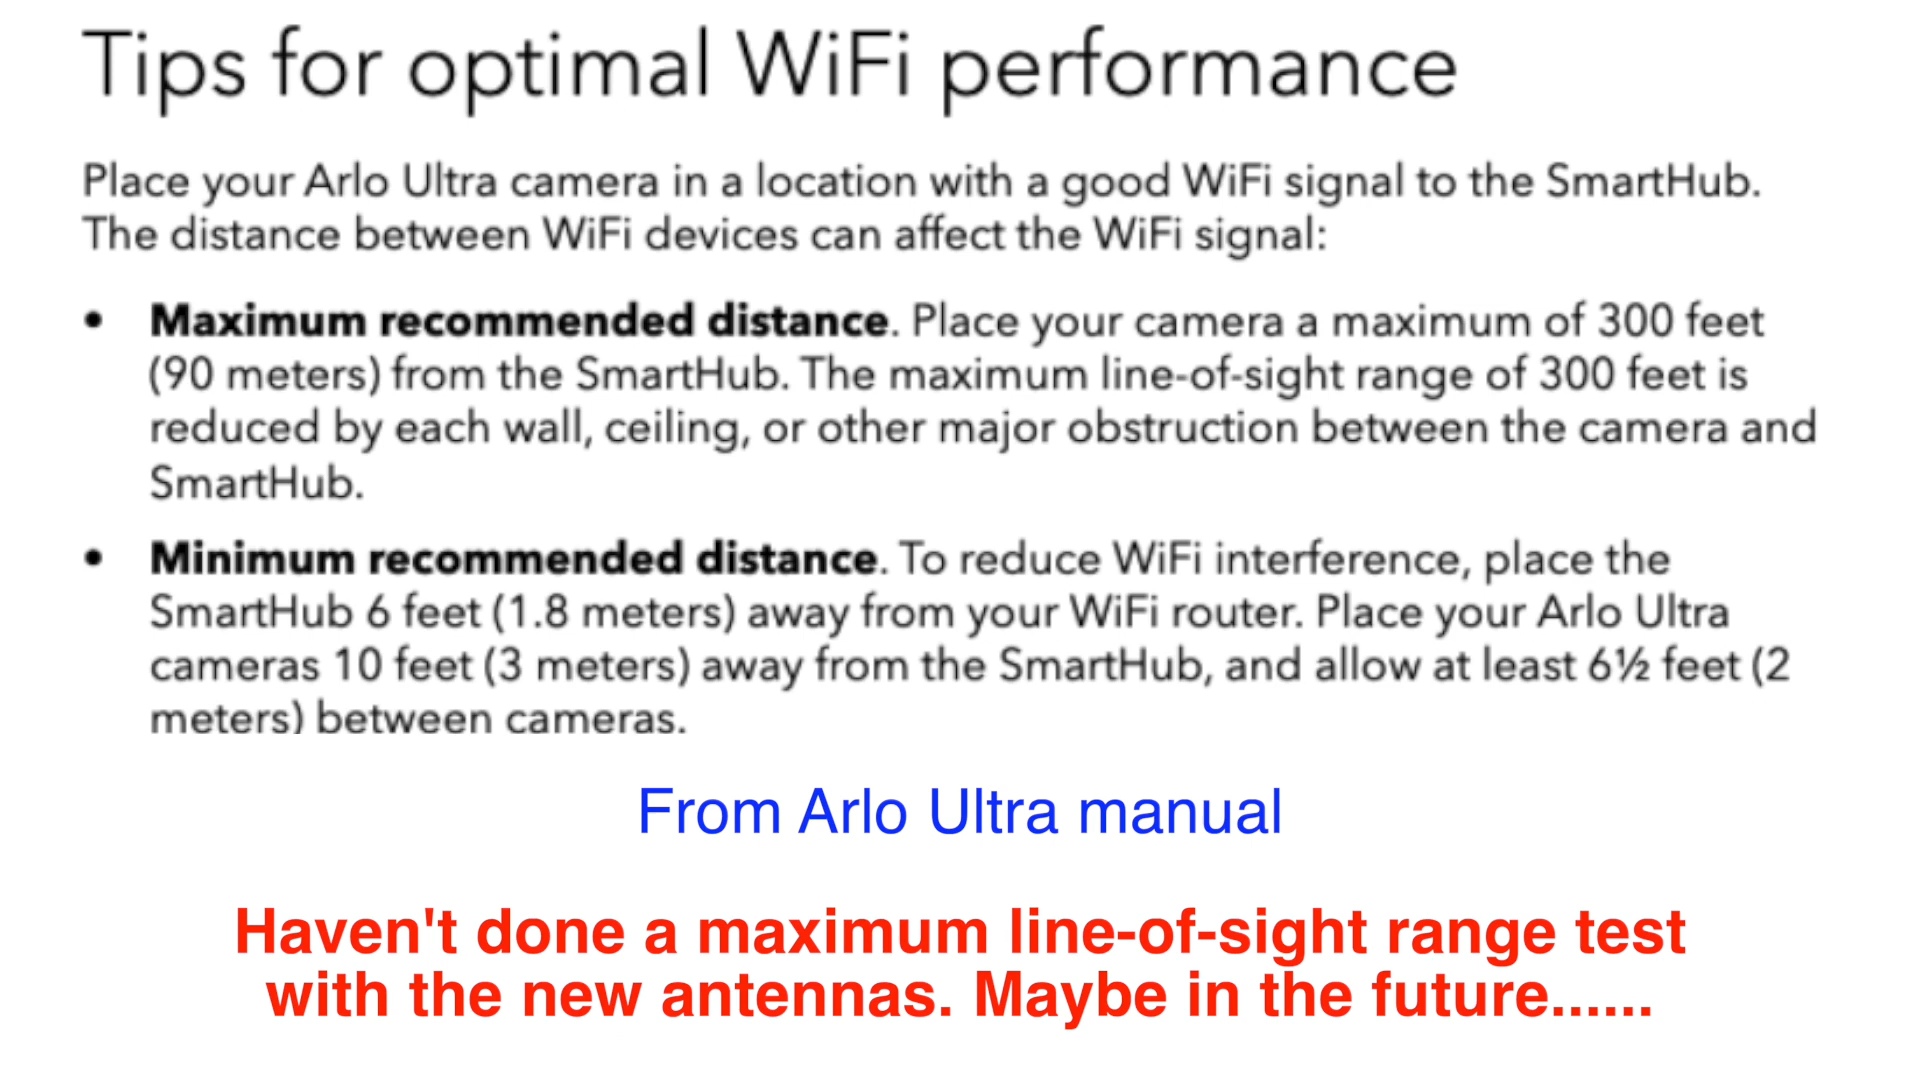 Tips for optimal WiFi performance
Place your Arlo Ultra camera in a location with a good WiFi signal to the SmartHub.
The distance between WiFi devices can affect the WiFi signal:
• Maximum recommended distance. Place your camera a maximum of 300 feet
(90 meters) from the SmartHub. The maximum line-of-sight range of 300 feet is
reduced by each wall, ceiling, or other major obstruction between the camera and
SmartHub.
• Minimum recommended distance. To reduce WiFi interference, place the
SmartHub 6 feet (1.8 meters) away from your WiFi router. Place your Arlo Ultra
cameras 10 feet (3 meters) away from the SmartHub, and allow at least 6½ feet (2
meters) between cameras.
From Arlo Ultra manual
Haven't done a maximum line-of-sight range test
with the new antennas. Maybe in the future......